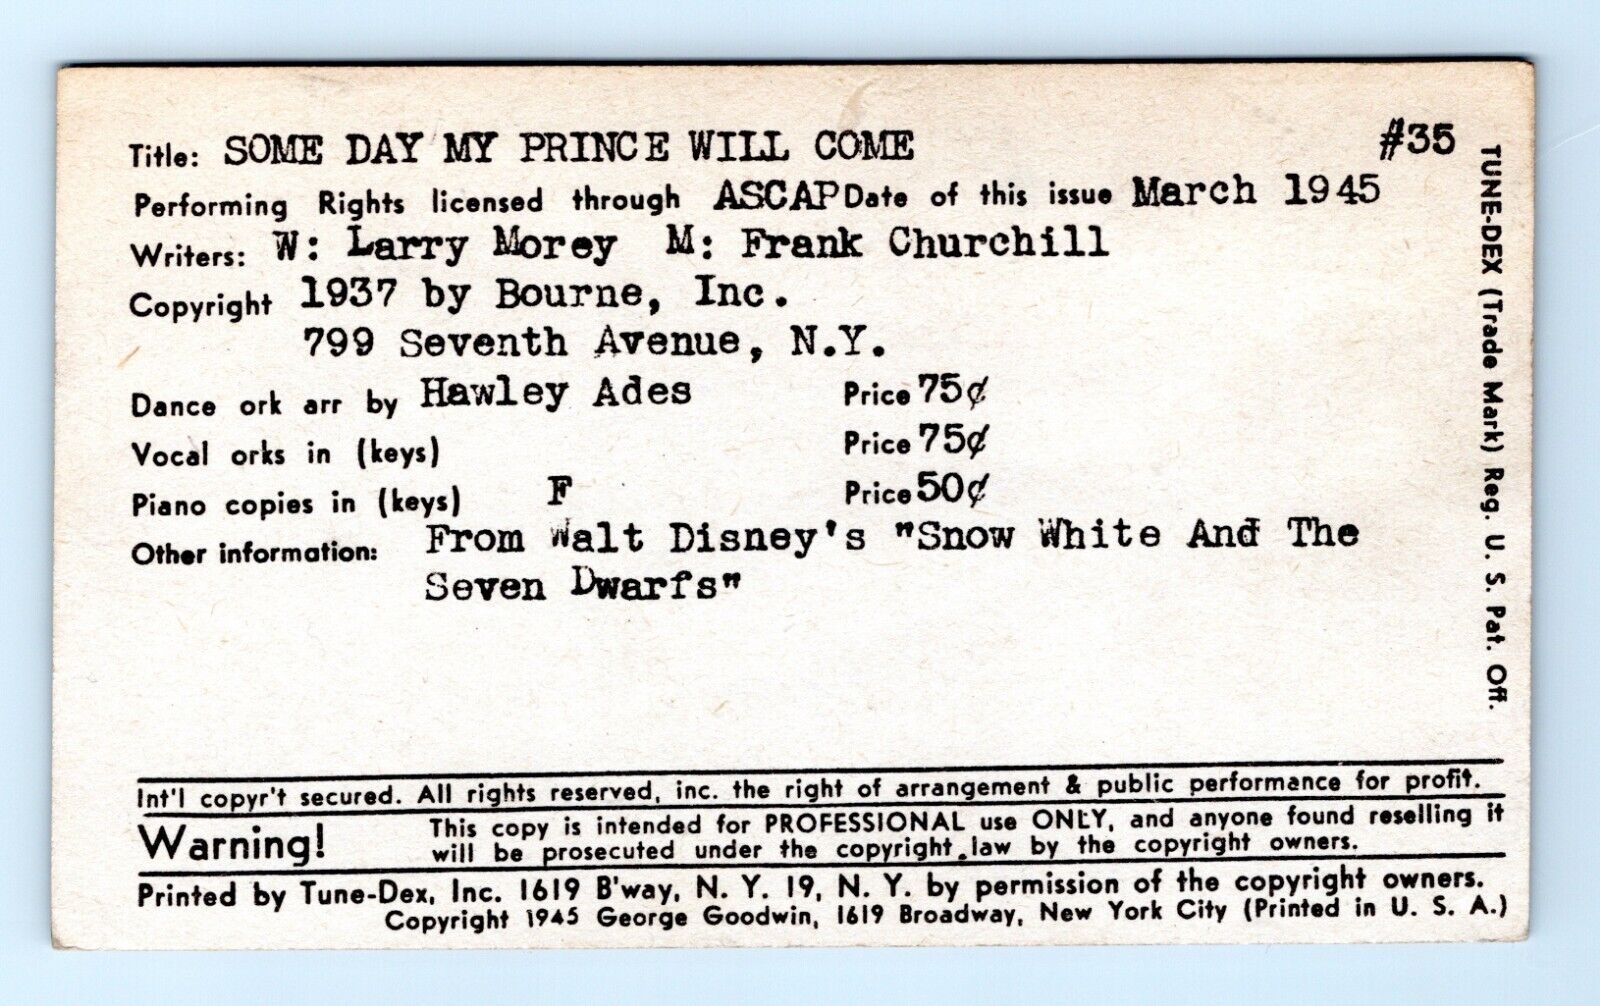 Title: SOME DAY MY PRINCE WILL COME #35
Performing Rights licensed through ASCAP Date of this issue March 1945
Writers: W: Larry Morey M: Frank Churchill
Copyright 1937 by Bourne, Inc.
799 Seventh Avenue, N.Y.
Dance ork arr by Hawley Ades Price 75¢
Vocal orks in (keys) Price 75¢
Piano copies in (keys) F Price 50¢
Other information: From Walt Disney's "Snow White And The
Seven Dwarfs"
Int'l copyr't secured. All rights reserved, inc. the right of arrangement & public performance for profit.
Warning! This copy is intended for PROFESSIONAL use ONLY, and anyone found reselling it
will be prosecuted under the copyright law by the copyright owners.
Printed by Tune-Dex, Inc. 1619 B'way, N. Y. 19, N. Y. by permission of the copyright owners.
Copyright 1945 George Goodwin, 1619 Broadway, New York City (Printed in U. S. A.)
TUNE-DEX (Trade Mark) Reg. U. S. Pat. Off.